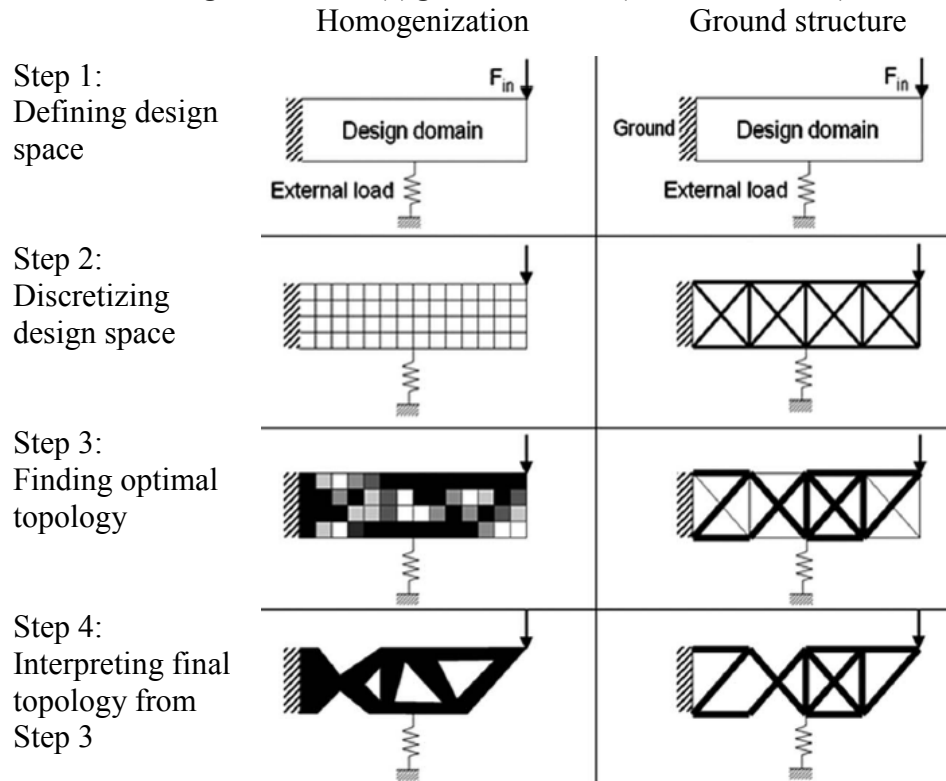 Homogenization
Ground structure
Step 1:
Defining design
space
F_in
Design domain
External load
F_in
Ground
Design domain
External load
Step 2:
Discretizing
design space
Step 3:
Finding optimal
topology
Step 4:
Interpreting final
topology from
Step 3